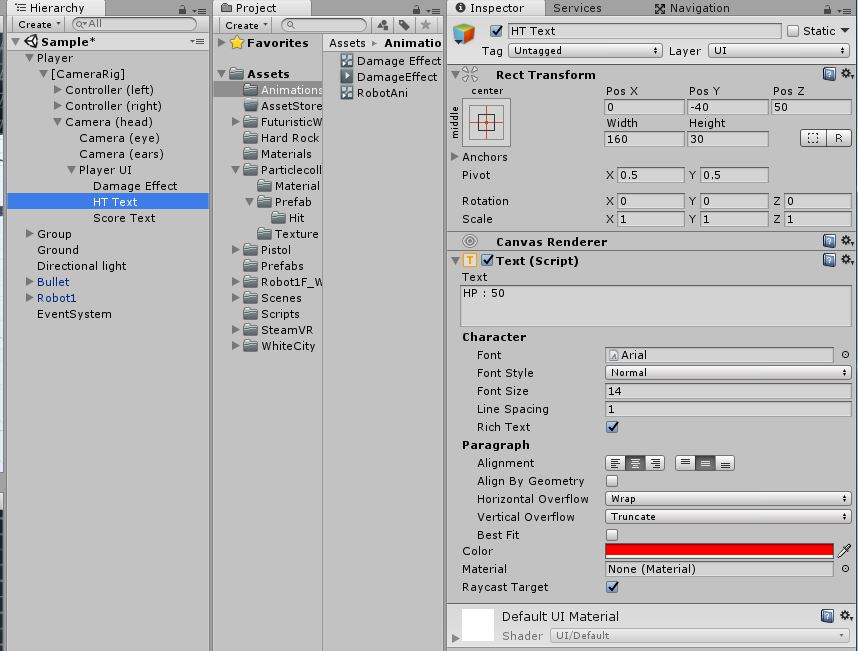 Hierarchy
Create
All
Sample*
Player
[CameraRig]
Controller (left)
Controller (right)
Camera (head)
Camera (eye)
Camera (ears)
Player UI
Damage Effect
HT Text
Score Text
Group
Ground
Directional light
Bullet
Robot1
EventSystem
Project
Create
Favorites
Assets
Animations
AssetStore
FuturisticW
Hard Rock
Materials
Particlecoll
Material
Prefab
Hit
Texture
Pistol
Prefabs
Robot1F_W
Scenes
Scripts
SteamVR
WhiteCity
Assets Animatio
Damage Effect
DamageEffect
RobotAni
Inspector Services Navigation
HT Text Static
Tag Untagged Layer UI
Rect Transform
center
middle
Pos X Pos Y Pos Z
0 -40 50
Width Height
160 30 R
Anchors
Pivot X 0.5 Y 0.5
Rotation X 0 Y 0 Z 0
Scale X 1 Y 1 Z 1
Canvas Renderer
T Text (Script)
Text
HP : 50
Character
Font Arial
Font Style Normal
Font Size 14
Line Spacing 1
Rich Text
Paragraph
Alignment
Align By Geometry
Horizontal Overflow Wrap
Vertical Overflow Truncate
Best Fit
Color
Material None (Material)
Raycast Target
Default UI Material
Shader UI/Default